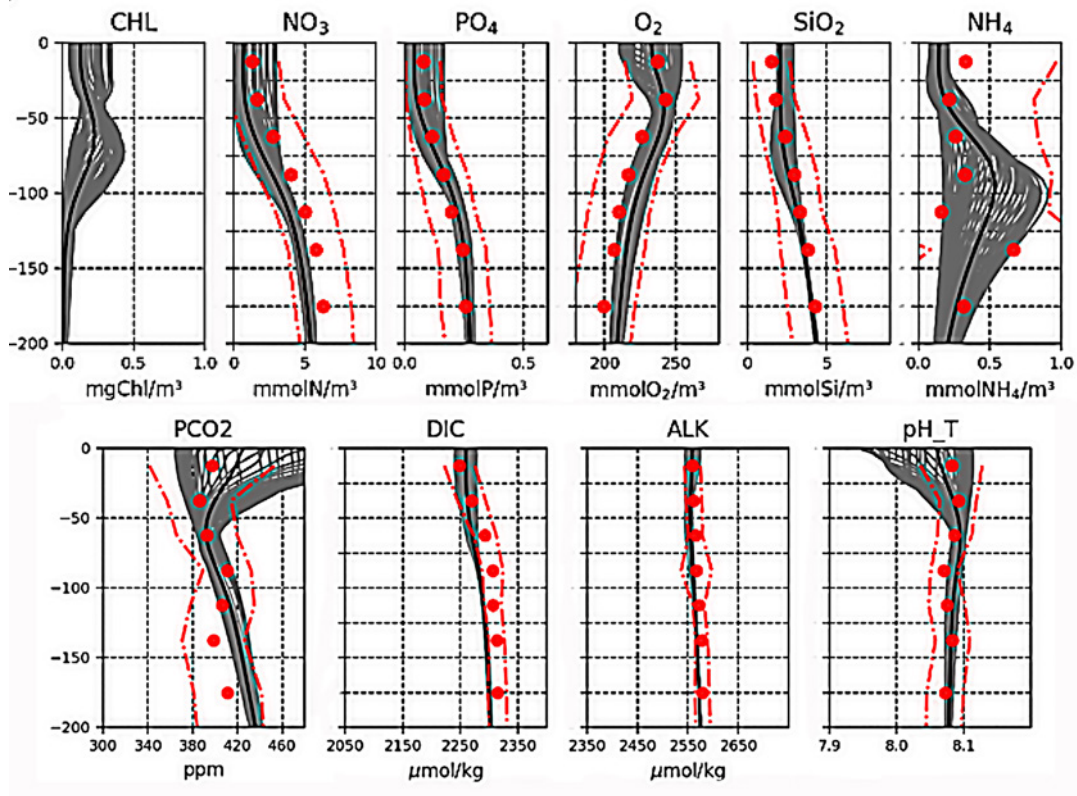 CHL NO₃ PO₄ O₂ SiO₂ NH₄
0
−50
−100
−150
−200
0.0 0.5 1.0 0 5 10 0.0 0.5 200 250 0 5 0.0 0.5 1.0
mgChl/m³ mmolN/m³ mmolP/m³ mmolO₂/m³ mmolSi/m³ mmolNH₄/m³
PCO2 DIC ALK pH_T
0
−50
−100
−150
−200
300 340 380 420 460 2050 2150 2250 2350 2350 2450 2550 2650 7.9 8.0 8.1
ppm μmol/kg μmol/kg